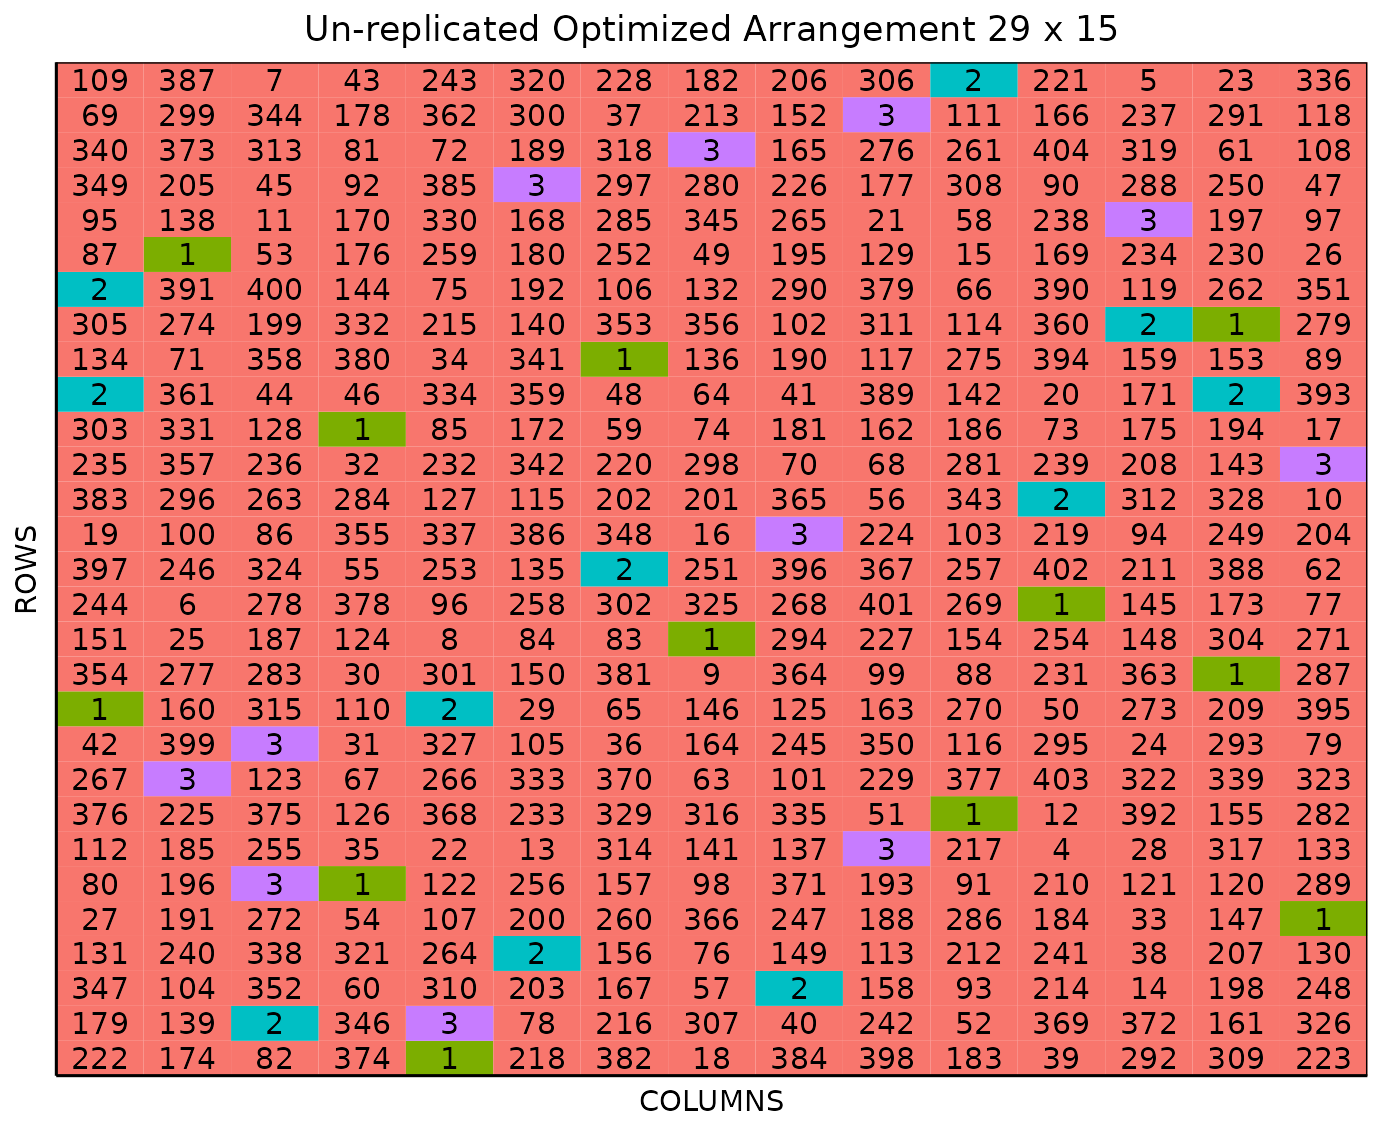 Un-replicated Optimized Arrangement 29 x 15
109 387 7 43 243 320 228 182 206 306 2 221 5 23 336
69 299 344 178 362 300 37 213 152 3 111 166 237 291 118
340 373 313 81 72 189 318 3 165 276 261 404 319 61 108
349 205 45 92 385 3 297 280 226 177 308 90 288 250 47
95 138 11 170 330 168 285 345 265 21 58 238 3 197 97
87 1 53 176 259 180 252 49 195 129 15 169 234 230 26
2 391 400 144 75 192 106 132 290 379 66 390 119 262 351
305 274 199 332 215 140 353 356 102 311 114 360 2 1 279
134 71 358 380 34 341 1 136 190 117 275 394 159 153 89
2 361 44 46 334 359 48 64 41 389 142 20 171 2 393
303 331 128 1 85 172 59 74 181 162 186 73 175 194 17
235 357 236 32 232 342 220 298 70 68 281 239 208 143 3
383 296 263 284 127 115 202 201 365 56 343 2 312 328 10
19 100 86 355 337 386 348 16 3 224 103 219 94 249 204
397 246 324 55 253 135 2 251 396 367 257 402 211 388 62
244 6 278 378 96 258 302 325 268 401 269 1 145 173 77
151 25 187 124 8 84 83 1 294 227 154 254 148 304 271
354 277 283 30 301 150 381 9 364 99 88 231 363 1 287
1 160 315 110 2 29 65 146 125 163 270 50 273 209 395
42 399 3 31 327 105 36 164 245 350 116 295 24 293 79
267 3 123 67 266 333 370 63 101 229 377 403 322 339 323
376 225 375 126 368 233 329 316 335 51 1 12 392 155 282
112 185 255 35 22 13 314 141 137 3 217 4 28 317 133
80 196 3 1 122 256 157 98 371 193 91 210 121 120 289
27 191 272 54 107 200 260 366 247 188 286 184 33 147 1
131 240 338 321 264 2 156 76 149 113 212 241 38 207 130
347 104 352 60 310 203 167 57 2 158 93 214 14 198 248
179 139 2 346 3 78 216 307 40 242 52 369 372 161 326
222 174 82 374 1 218 382 18 384 398 183 39 292 309 223
ROWS
COLUMNS